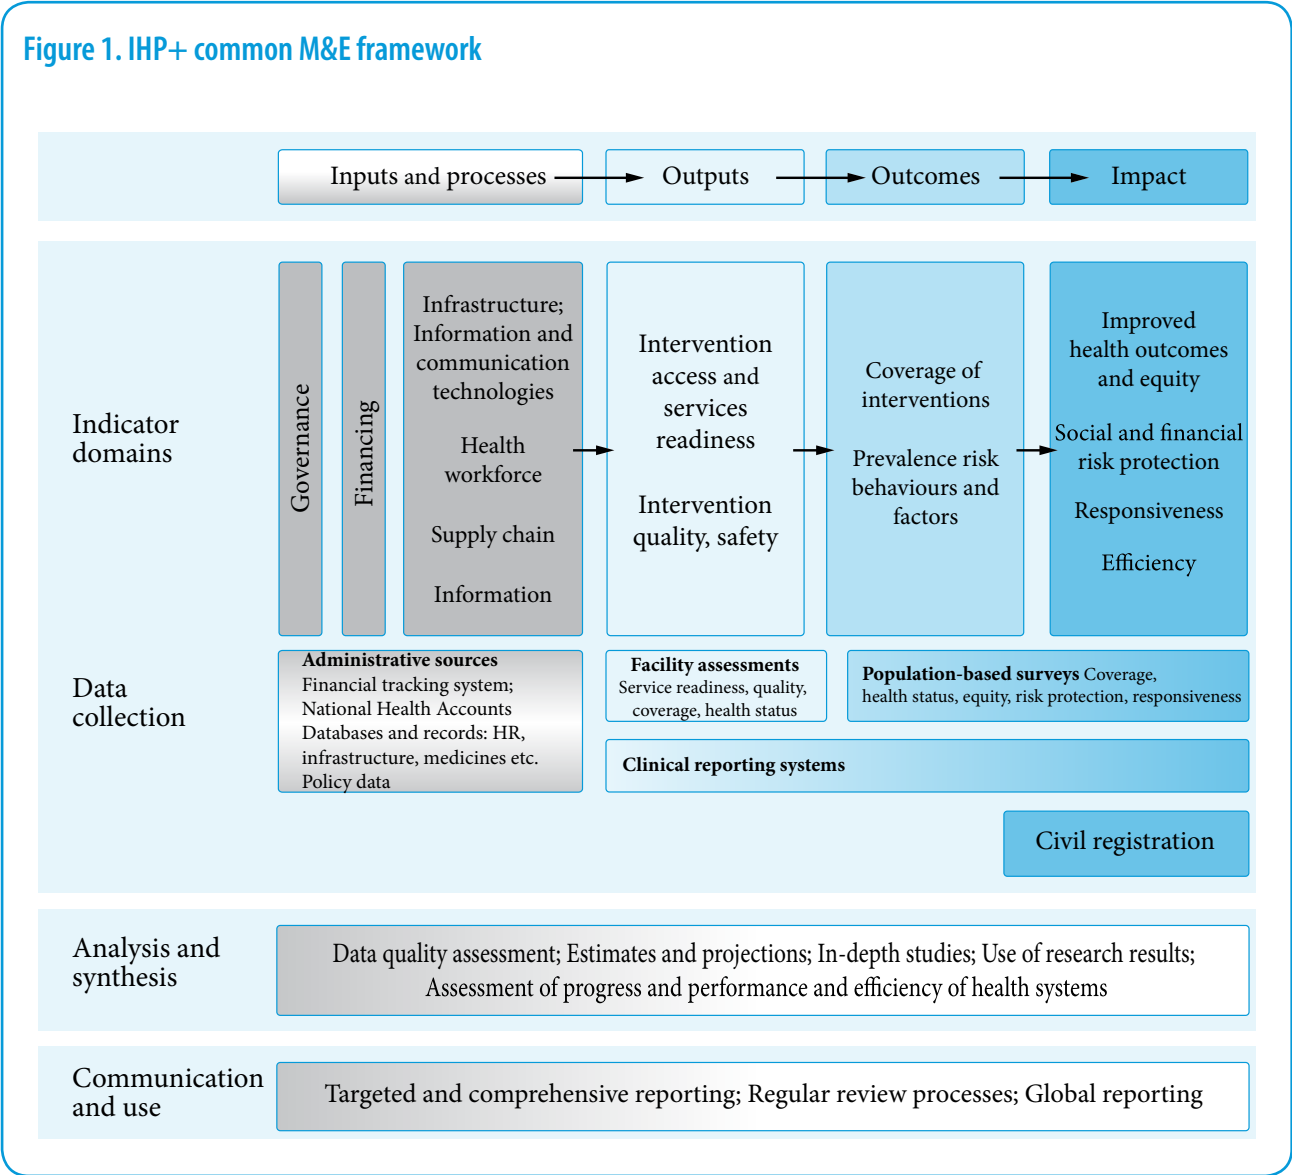 Figure 1. IHP+ common M&E framework
Inputs and processes
Outputs
Outcomes
Impact
Indicator
domains
Governance
Financing
Infrastructure;
Information and
communication
technologies
Health
workforce
Supply chain
Information
Intervention
access and
services
readiness
Intervention
quality, safety
Coverage of
interventions
Prevalence risk
behaviours and
factors
Improved
health outcomes
and equity
Social and financial
risk protection
Responsiveness
Efficiency
Data
collection
Administrative sources
Financial tracking system;
National Health Accounts
Databases and records: HR,
infrastructure, medicines etc.
Policy data
Facility assessments
Service readiness, quality,
coverage, health status
Population-based surveys Coverage,
health status, equity, risk protection, responsiveness
Clinical reporting systems
Civil registration
Analysis and
synthesis
Data quality assessment; Estimates and projections; In-depth studies; Use of research results;
Assessment of progress and performance and efficiency of health systems
Communication
and use
Targeted and comprehensive reporting; Regular review processes; Global reporting